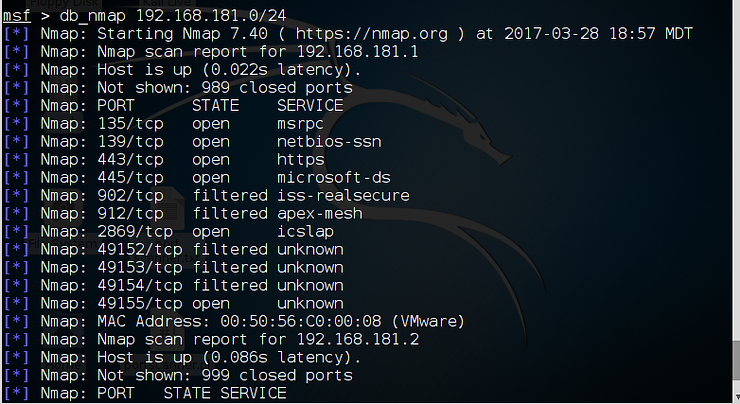 msf > db_nmap 192.168.181.0/24
[*] Nmap: Starting Nmap 7.40 ( https://nmap.org ) at 2017-03-28 18:57 MDT
[*] Nmap: Nmap scan report for 192.168.181.1
[*] Nmap: Host is up (0.022s latency).
[*] Nmap: Not shown: 989 closed ports
[*] Nmap: PORT      STATE    SERVICE
[*] Nmap: 135/tcp   open     msrpc
[*] Nmap: 139/tcp   open     netbios-ssn
[*] Nmap: 443/tcp   open     https
[*] Nmap: 445/tcp   open     microsoft-ds
[*] Nmap: 902/tcp   filtered iss-realsecure
[*] Nmap: 912/tcp   filtered apex-mesh
[*] Nmap: 2869/tcp  open     icslap
[*] Nmap: 49152/tcp filtered unknown
[*] Nmap: 49153/tcp filtered unknown
[*] Nmap: 49154/tcp filtered unknown
[*] Nmap: 49155/tcp open     unknown
[*] Nmap: MAC Address: 00:50:56:C0:00:08 (VMware)
[*] Nmap: Nmap scan report for 192.168.181.2
[*] Nmap: Host is up (0.086s latency).
[*] Nmap: Not shown: 999 closed ports
[*] Nmap: PORT   STATE SERVICE